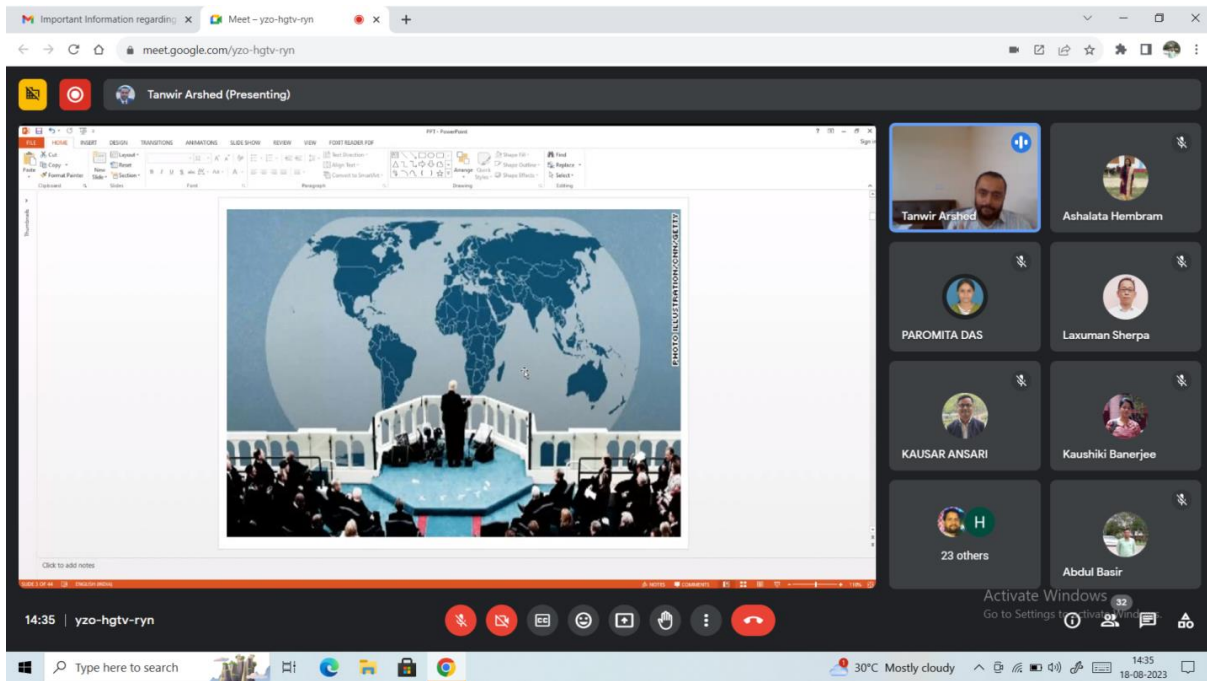 Important Information regarding
Meet – yzo-hgtv-ryn
meet.google.com/yzo-hgtv-ryn
Tanwir Arshed (Presenting)
PPT - PowerPoint
Sign in
FILE HOME INSERT DESIGN TRANSITIONS ANIMATIONS SLIDE SHOW REVIEW VIEW FOXIT READER PDF
Cut
Copy
Format Painter
Paste
New
Slide
Layout
Reset
Section
Text Direction
Align Text
Convert to SmartArt
Arrange
Quick
Styles
Shape Fill
Shape Outline
Shape Effects
Find
Replace
Select
Clipboard Slides Font Paragraph Drawing Editing
Thumbnails
PHOTO ILLUSTRATION/CNN/GETTY
Click to add notes
ENGLISH (INDIA)
NOTES COMMENTS
Tanwir Arshed
Ashalata Hembram
PAROMITA DAS
Laxuman Sherpa
KAUSAR ANSARI
Kaushiki Banerjee
H
23 others
Abdul Basir
Activate Windows
Go to Settings to activate Windows.
32
14:35 | yzo-hgtv-ryn
CC
Type here to search
30°C Mostly cloudy
14:35
18-08-2023